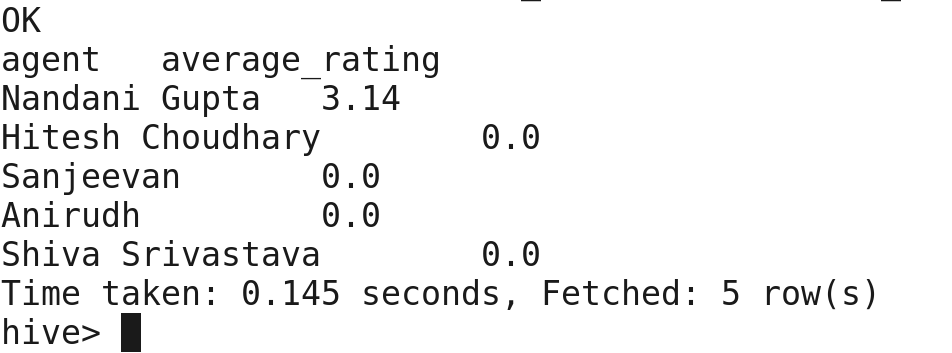 OK
agent   average_rating
Nandani Gupta   3.14
Hitesh Choudhary        0.0
Sanjeevan       0.0
Anirudh         0.0
Shiva Srivastava        0.0
Time taken: 0.145 seconds, Fetched: 5 row(s)
hive>